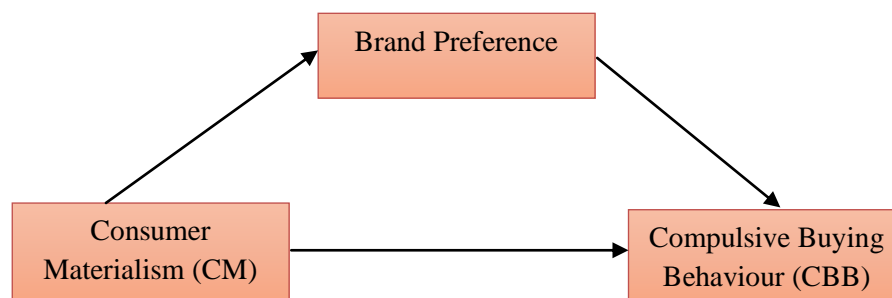 Brand Preference
Consumer
Materialism (CM)
Compulsive Buying
Behaviour (CBB)